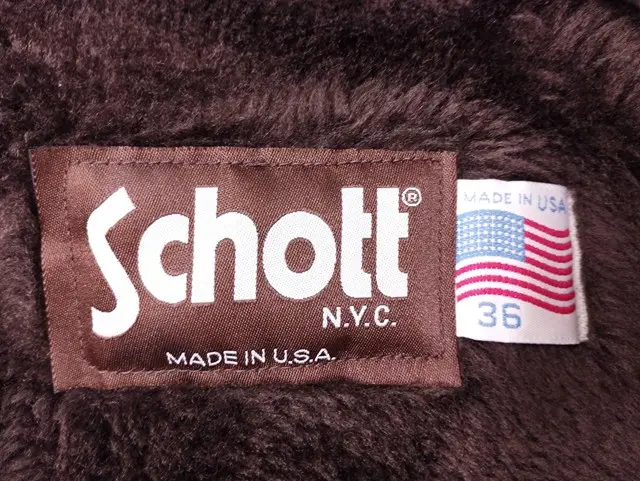 Schott®
N.Y.C.
MADE IN U.S.A.
MADE IN USA
36